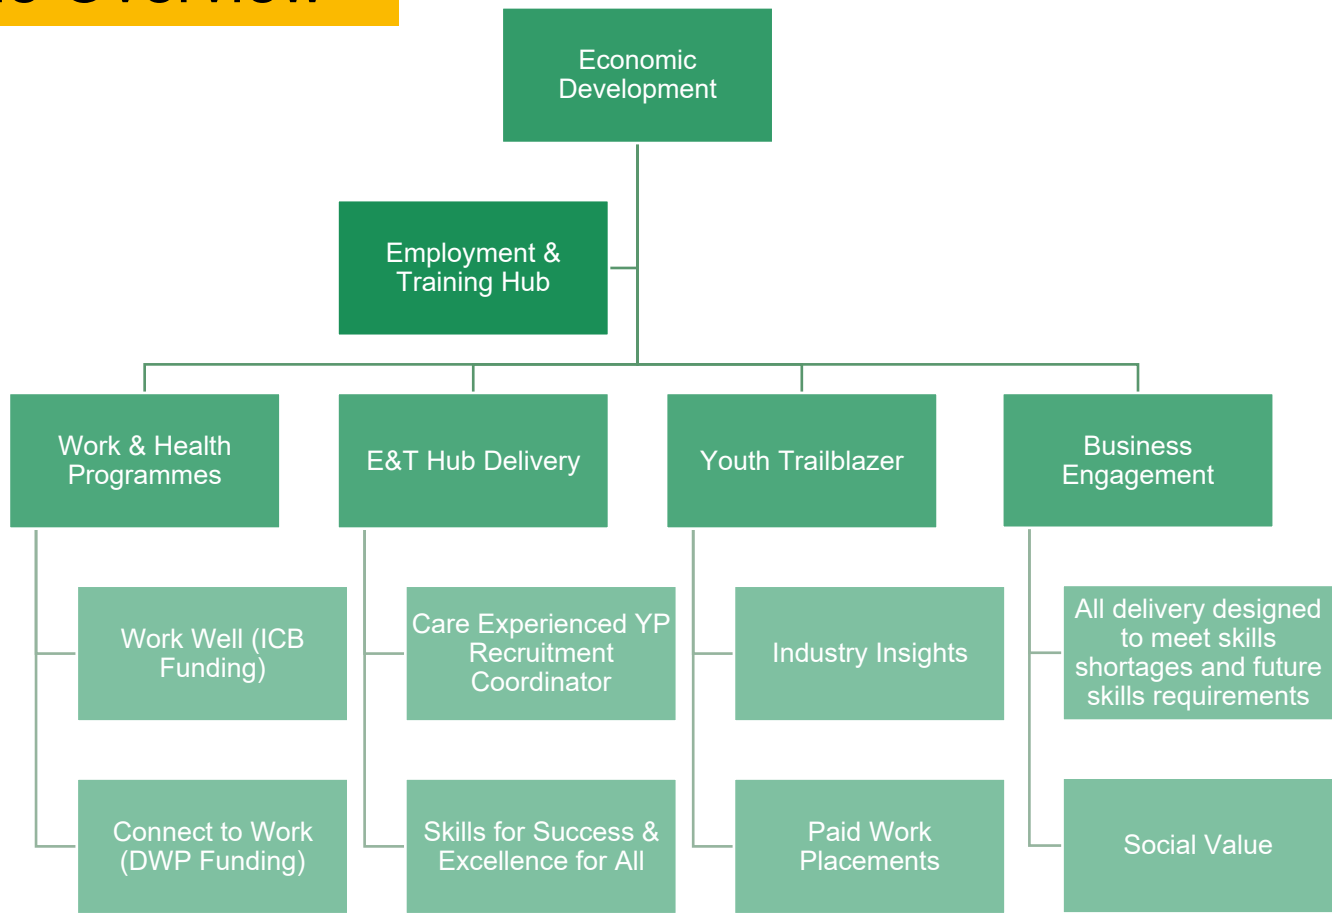 Overview
Economic
Development
Employment &
Training Hub
Work & Health
Programmes
E&T Hub Delivery
Youth Trailblazer
Business
Engagement
Work Well (ICB
Funding)
Care Experienced YP
Recruitment
Coordinator
Industry Insights
All delivery designed
to meet skills
shortages and future
skills requirements
Connect to Work
(DWP Funding)
Skills for Success &
Excellence for All
Paid Work
Placements
Social Value